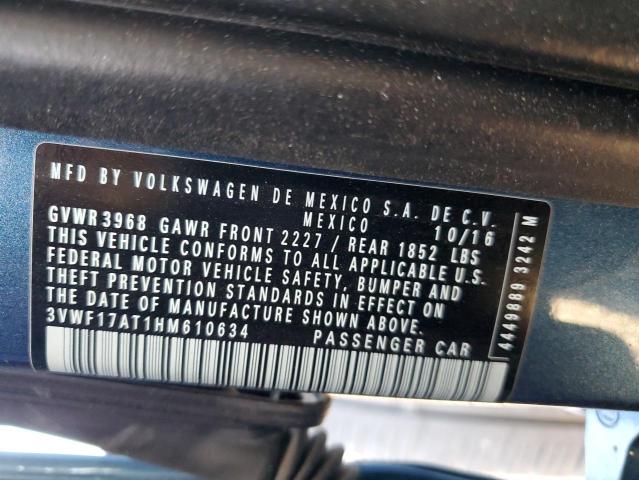 MFD BY VOLKSWAGEN DE MEXICO S.A. DE C.V.
MEXICO 10/16
GVWR3968 GAWR FRONT 2227 / REAR 1852 LBS
THIS VEHICLE CONFORMS TO ALL APPLICABLE U.S.
FEDERAL MOTOR VEHICLE SAFETY, BUMPER AND
THEFT PREVENTION STANDARDS IN EFFECT ON
THE DATE OF MANUFACTURE SHOWN ABOVE.
3VWF17AT1HM610634 PASSENGER CAR
4449889 3242 M